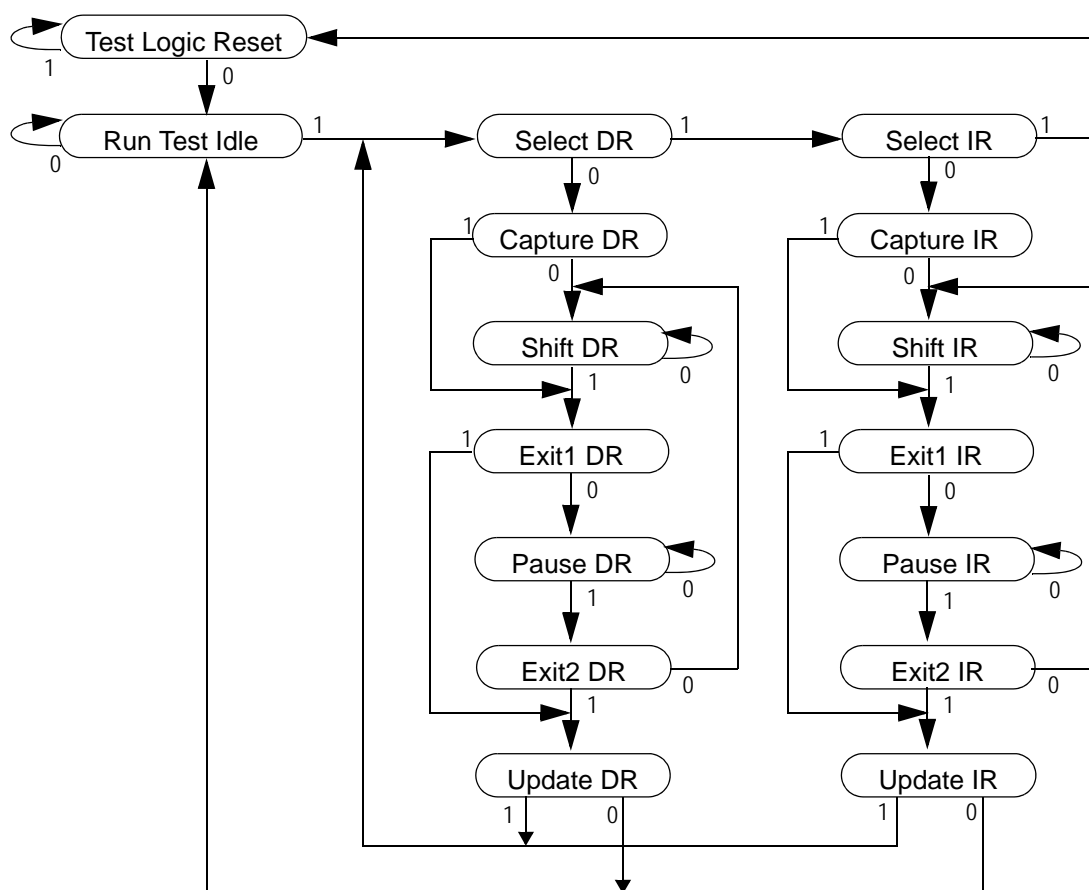 Test Logic Reset
1
0
Run Test Idle
0
1
Select DR
1
0
Select IR
1
0
1
Capture DR
0
1
Capture IR
0
Shift DR
0
1
Shift IR
0
1
1
Exit1 DR
0
1
Exit1 IR
0
Pause DR
0
1
Pause IR
0
1
Exit2 DR
0
1
Exit2 IR
0
1
Update DR
1
0
Update IR
1
0